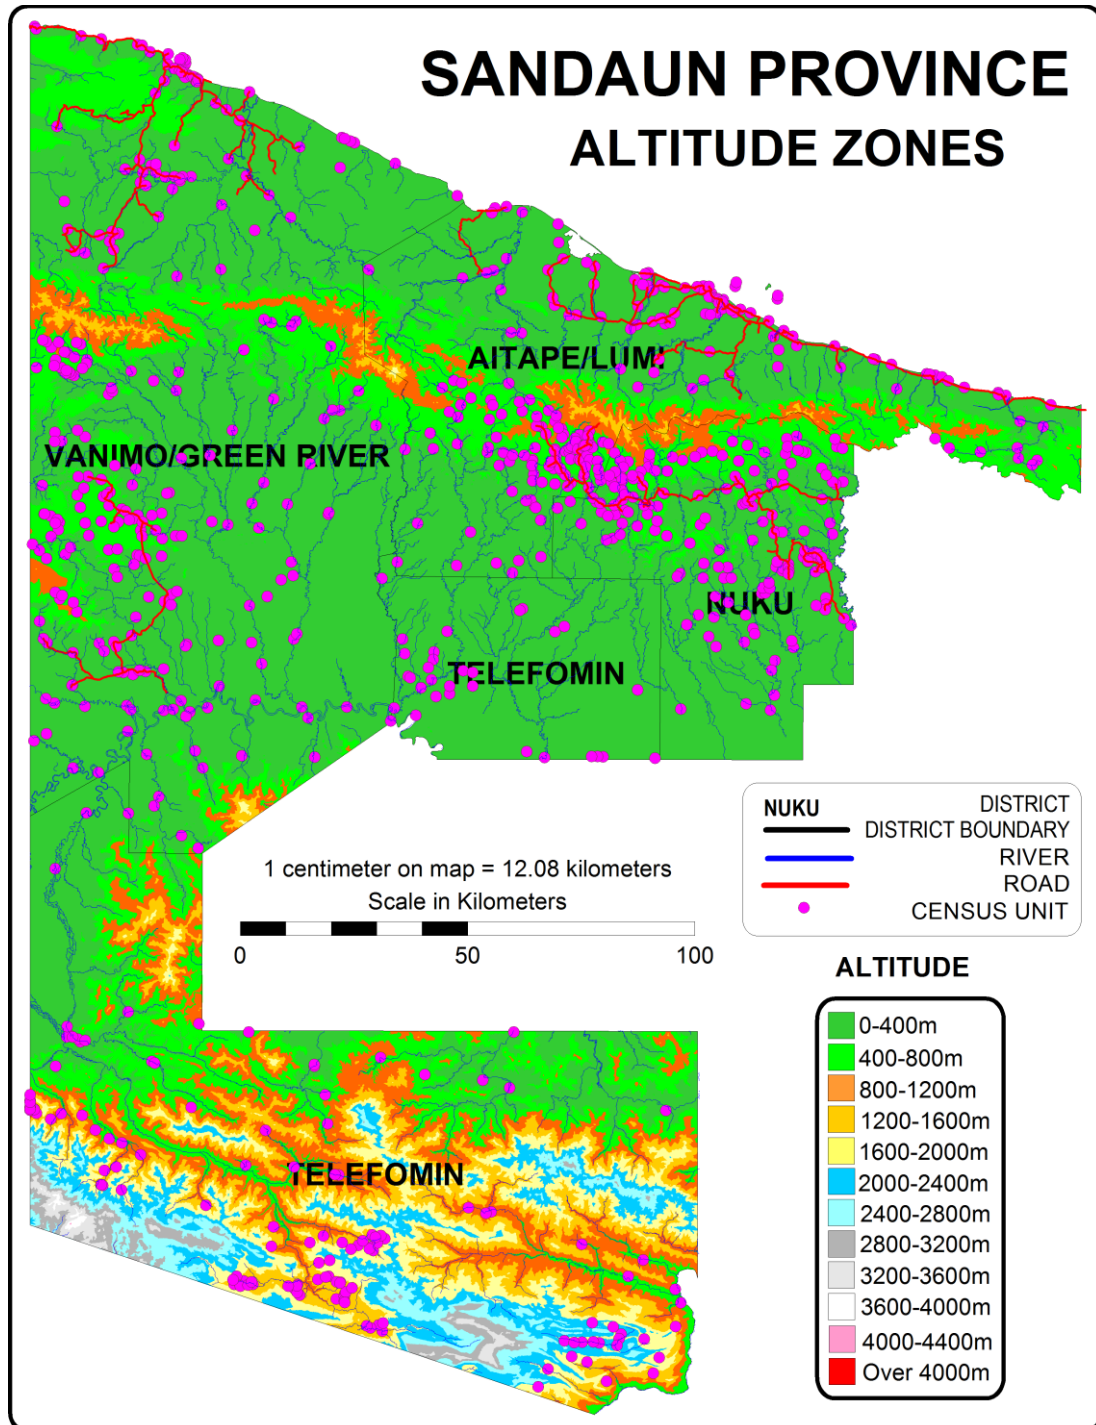 SANDAUN PROVINCE
ALTITUDE ZONES
AITAPE/LUMI
VANIMO/GREEN RIVER
NUKU
TELEFOMIN
NUKU DISTRICT
DISTRICT BOUNDARY
RIVER
ROAD
CENSUS UNIT
1 centimeter on map = 12.08 kilometers
Scale in Kilometers
0 50 100
ALTITUDE
0-400m
400-800m
800-1200m
1200-1600m
1600-2000m
2000-2400m
2400-2800m
2800-3200m
3200-3600m
3600-4000m
4000-4400m
Over 4000m
TELEFOMIN